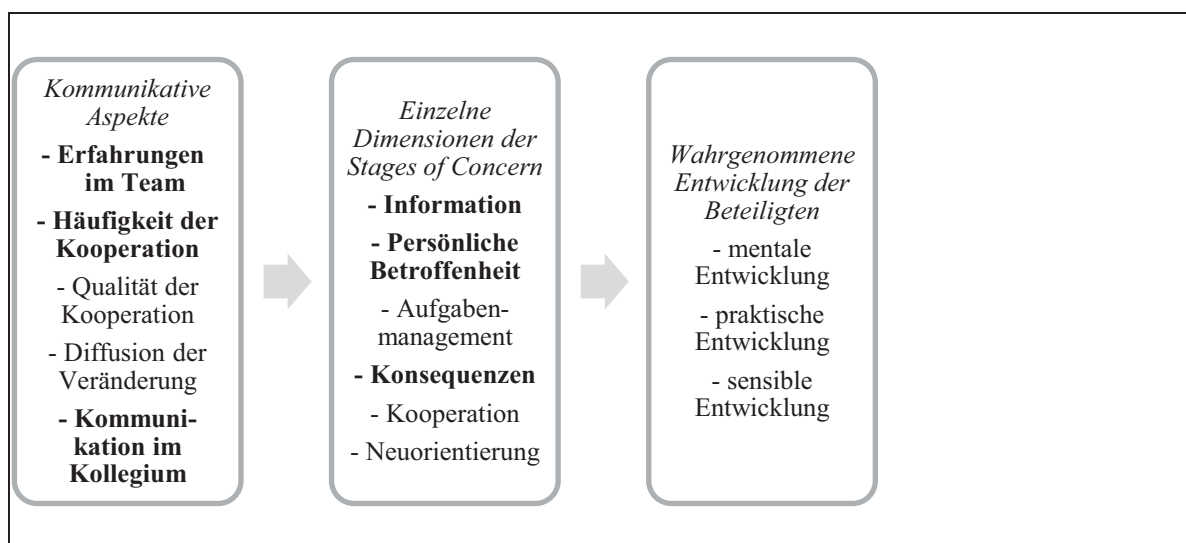 Kommunikative
Aspekte
- Erfahrungen
im Team
- Häufigkeit der
Kooperation
- Qualität der
Kooperation
- Diffusion der
Veränderung
- Kommuni-
kation im
Kollegium
Einzelne
Dimensionen der
Stages of Concern
- Information
- Persönliche
Betroffenheit
- Aufgaben-
management
- Konsequenzen
- Kooperation
- Neuorientierung
Wahrgenommene
Entwicklung der
Beteiligten
- mentale
Entwicklung
- praktische
Entwicklung
- sensible
Entwicklung